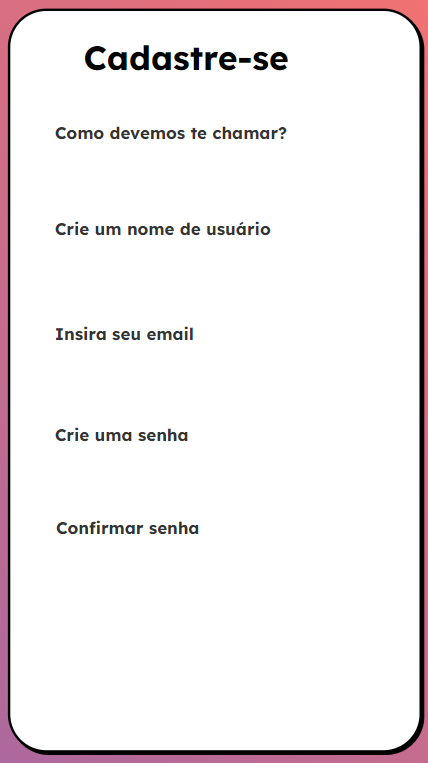 Cadastre-se
Como devemos te chamar?
Crie um nome de usuário
Insira seu email
Crie uma senha
Confirmar senha